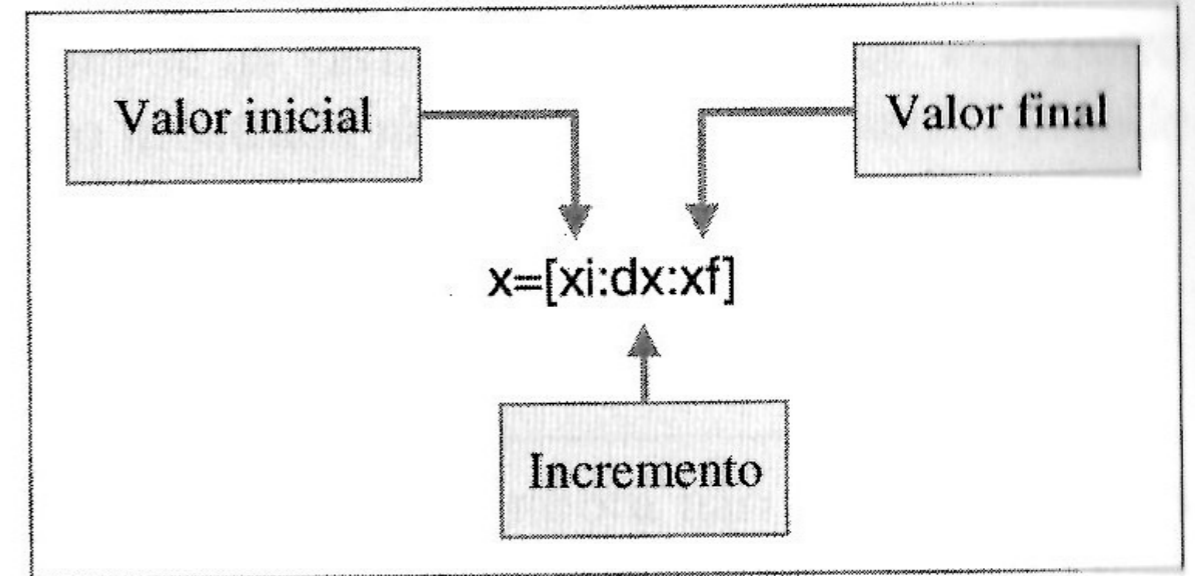 Valor inicial
Valor final
x=[xi:dx:xf]
Incremento